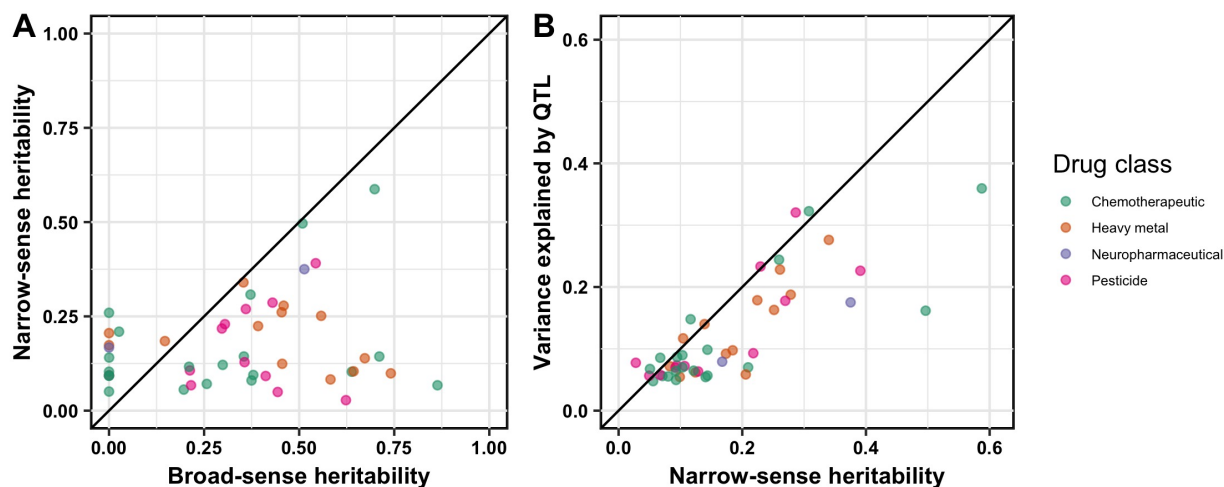 A
Narrow-sense heritability
1.00
0.75
0.50
0.25
0.00
0.00 0.25 0.50 0.75 1.00
Broad-sense heritability
B
Variance explained by QTL
0.6
0.4
0.2
0.0
0.0 0.2 0.4 0.6
Narrow-sense heritability
Drug class
Chemotherapeutic
Heavy metal
Neuropharmaceutical
Pesticide